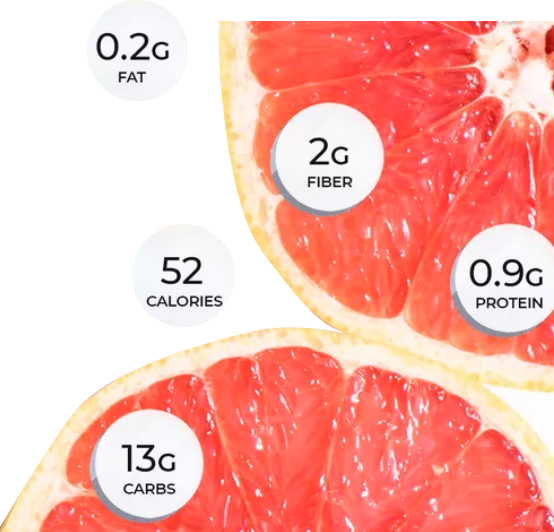 0.2G
FAT
2G
FIBER
52
CALORIES
0.9G
PROTEIN
13G
CARBS